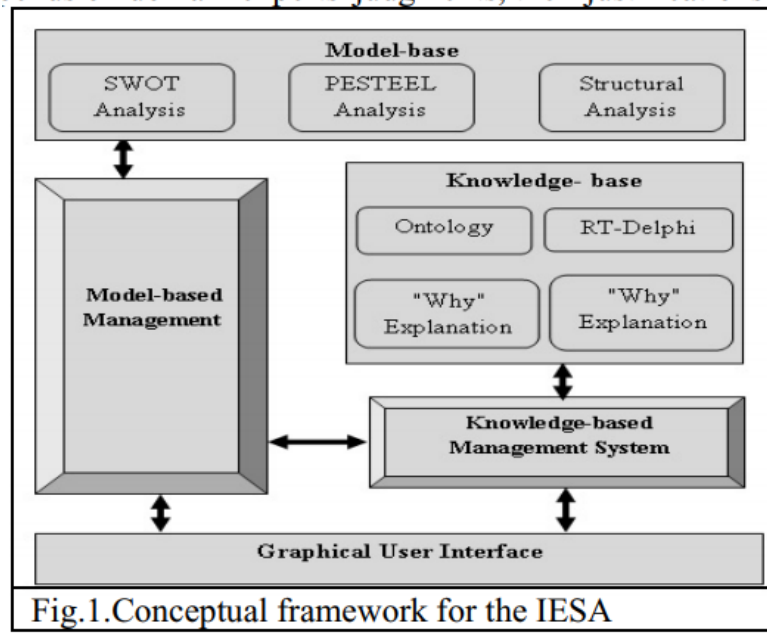 Model-base
SWOT
Analysis
PESTEEL
Analysis
Structural
Analysis
Knowledge- base
Ontology
RT-Delphi
"Why"
Explanation
"Why"
Explanation
Model-based
Management
Knowledge-based
Management System
Graphical User Interface
Fig.1.Conceptual framework for the IESA